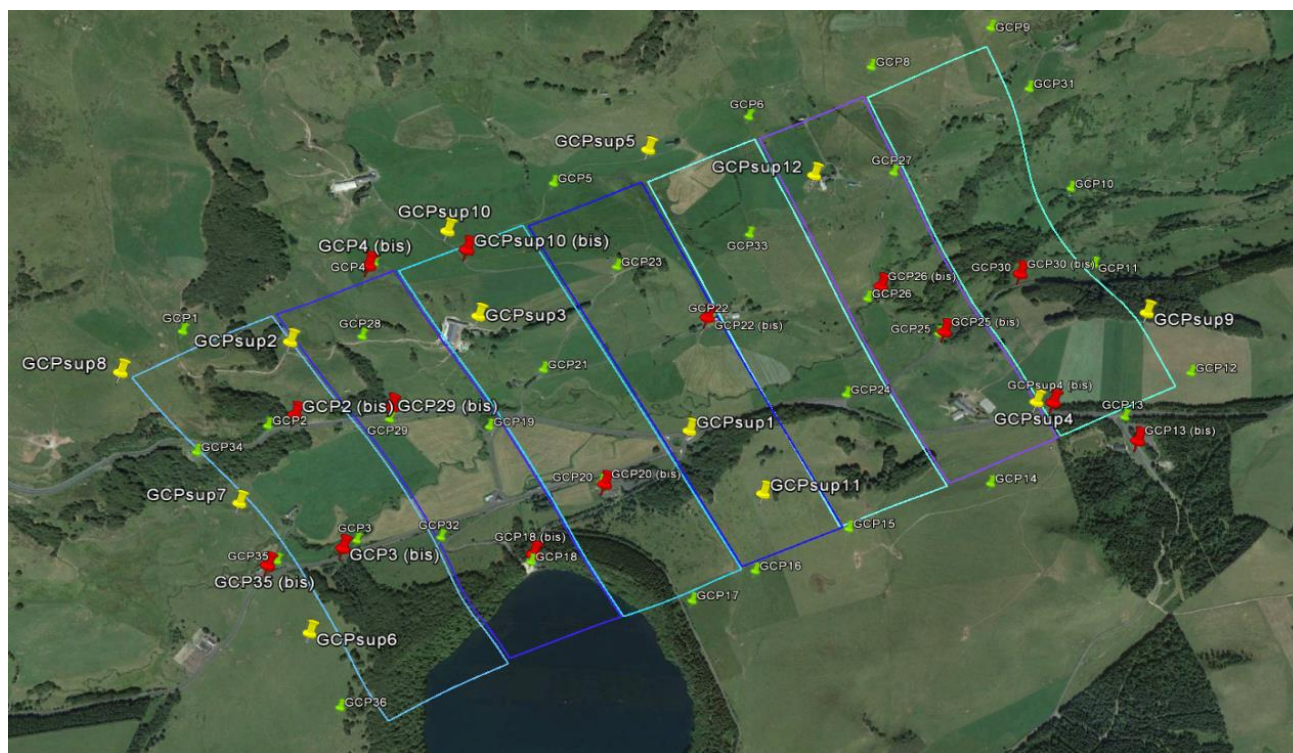 GCP9
GCP8
GCP31
GCP6
GCPsup5
GCPsup12
GCP27
GCP5
GCP10
GCPsup10
GCP33
GCP4 (bis)
GCPsup10 (bis)
GCP4
GCP23
GCP11
GCP30
GCP30 (bis)
GCP26 (bis)
GCP26
GCPsup3
GCP22
GCPsup9
GCP1
GCP22 (bis)
GCP25
GCP25 (bis)
GCP28
GCPsup2
GCPsup8
GCP21
GCP12
GCP24
GCPsup4 (bis)
GCPsup4
GCP2 (bis)
GCP29 (bis)
GCP2
GCP29
GCP19
GCPsup1
GCP13
GCP13 (bis)
GCP34
GCP20
GCP20 (bis)
GCP14
GCPsup7
GCPsup11
GCP15
GCP3
GCP32
GCP18 (bis)
GCP3 (bis)
GCP35
GCP18
GCP16
GCP35 (bis)
GCP17
GCPsup6
GCP36